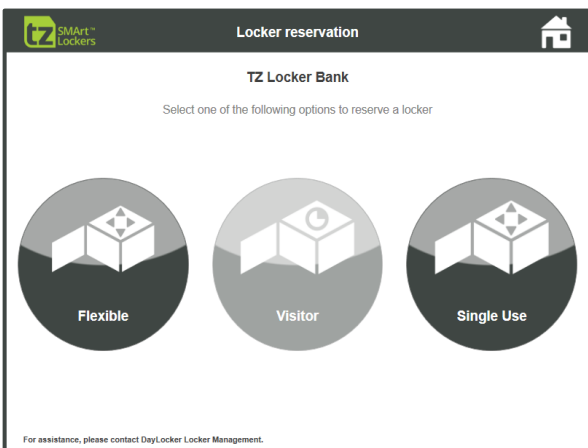 tz SMArt™
Lockers
Locker reservation
TZ Locker Bank
Select one of the following options to reserve a locker
Flexible
Visitor
Single Use
For assistance, please contact DayLocker Locker Management.